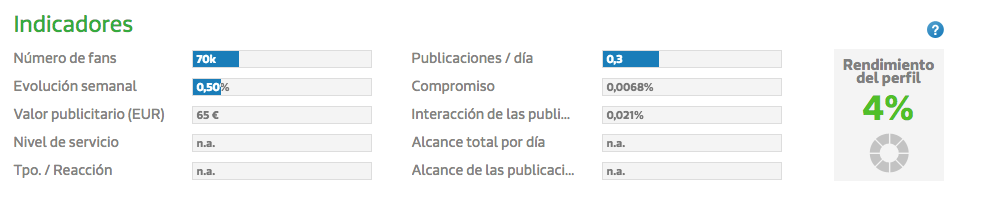 Indicadores
?
Número de fans 70k
Evolución semanal 0,50%
Valor publicitario (EUR) 65 €
Nivel de servicio n.a.
Tpo. / Reacción n.a.
Publicaciones / día 0,3
Compromiso 0,0068%
Interacción de las publi... 0,021%
Alcance total por día n.a.
Alcance de las publicaci... n.a.
Rendimiento
del perfil
4%